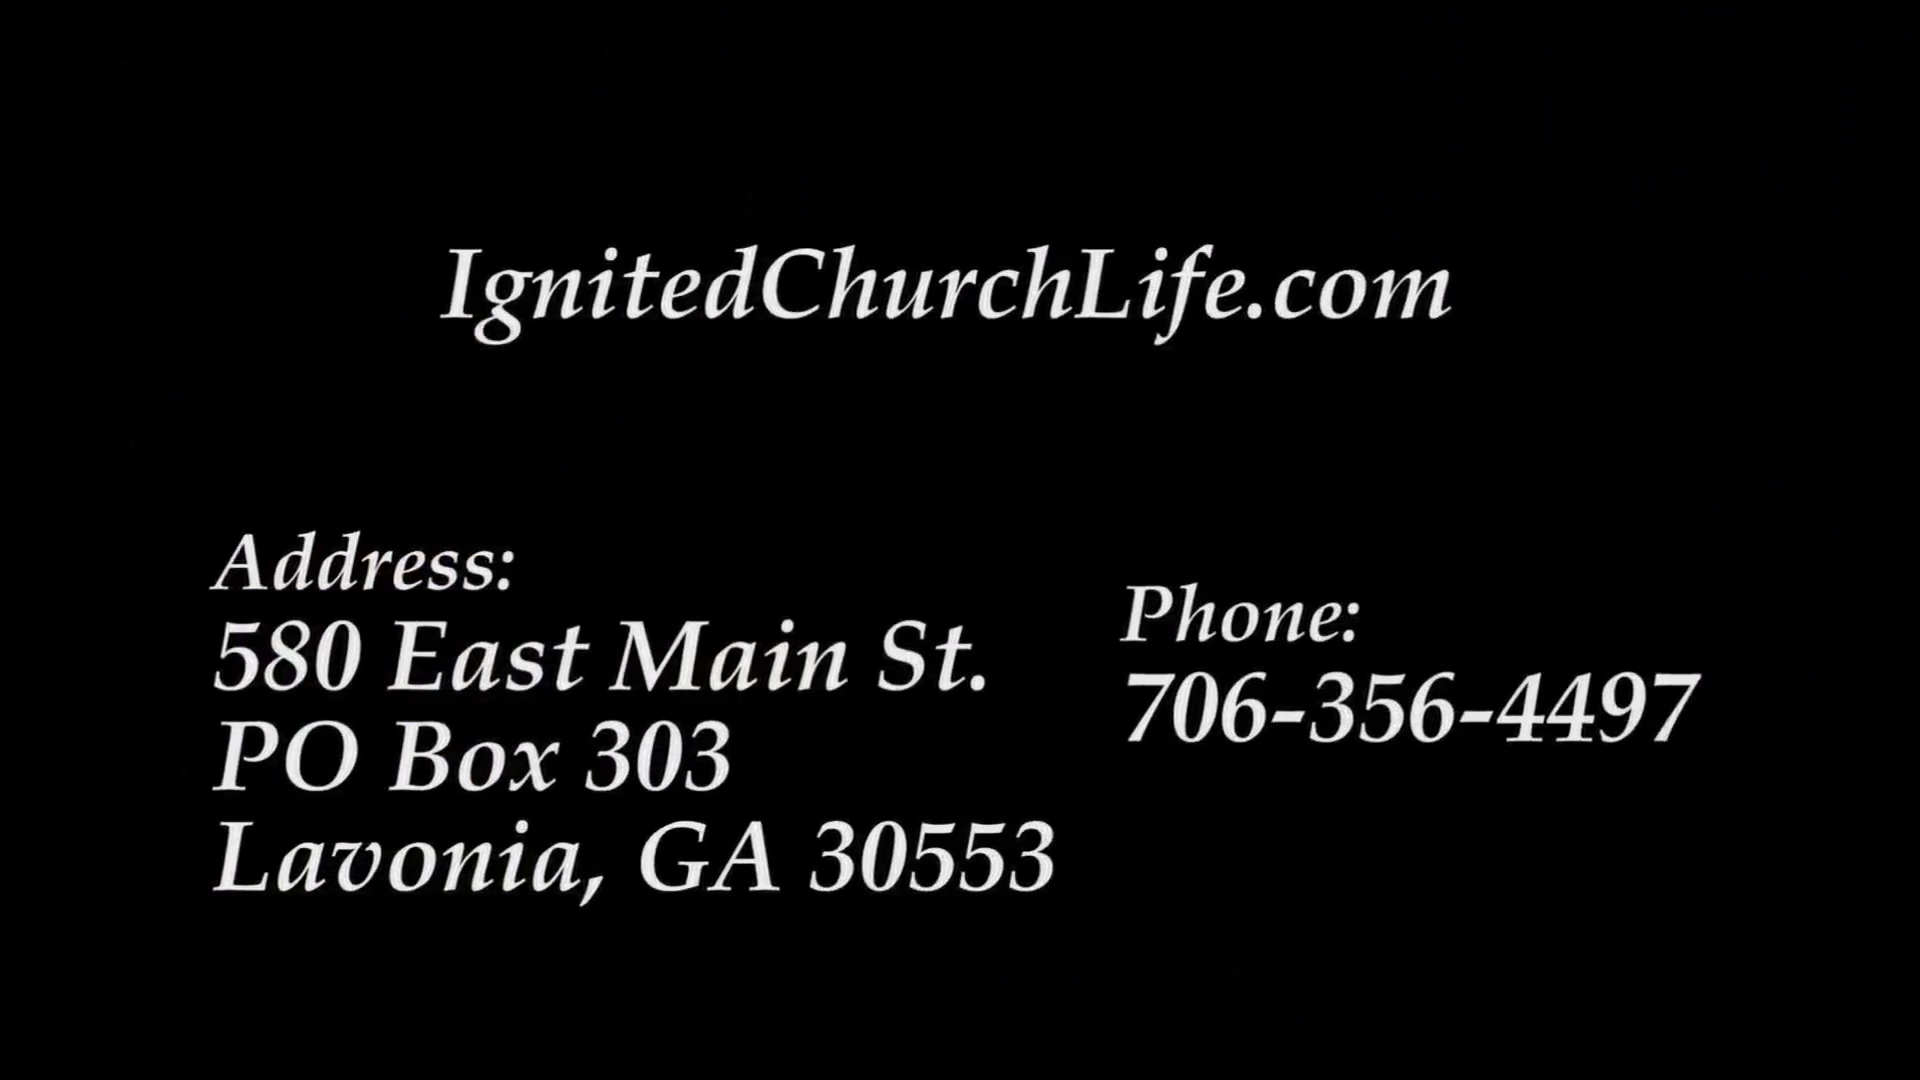 IgnitedChurchLife.com
Address:
580 East Main St.
PO Box 303
Lavonia, GA 30553
Phone:
706-356-4497